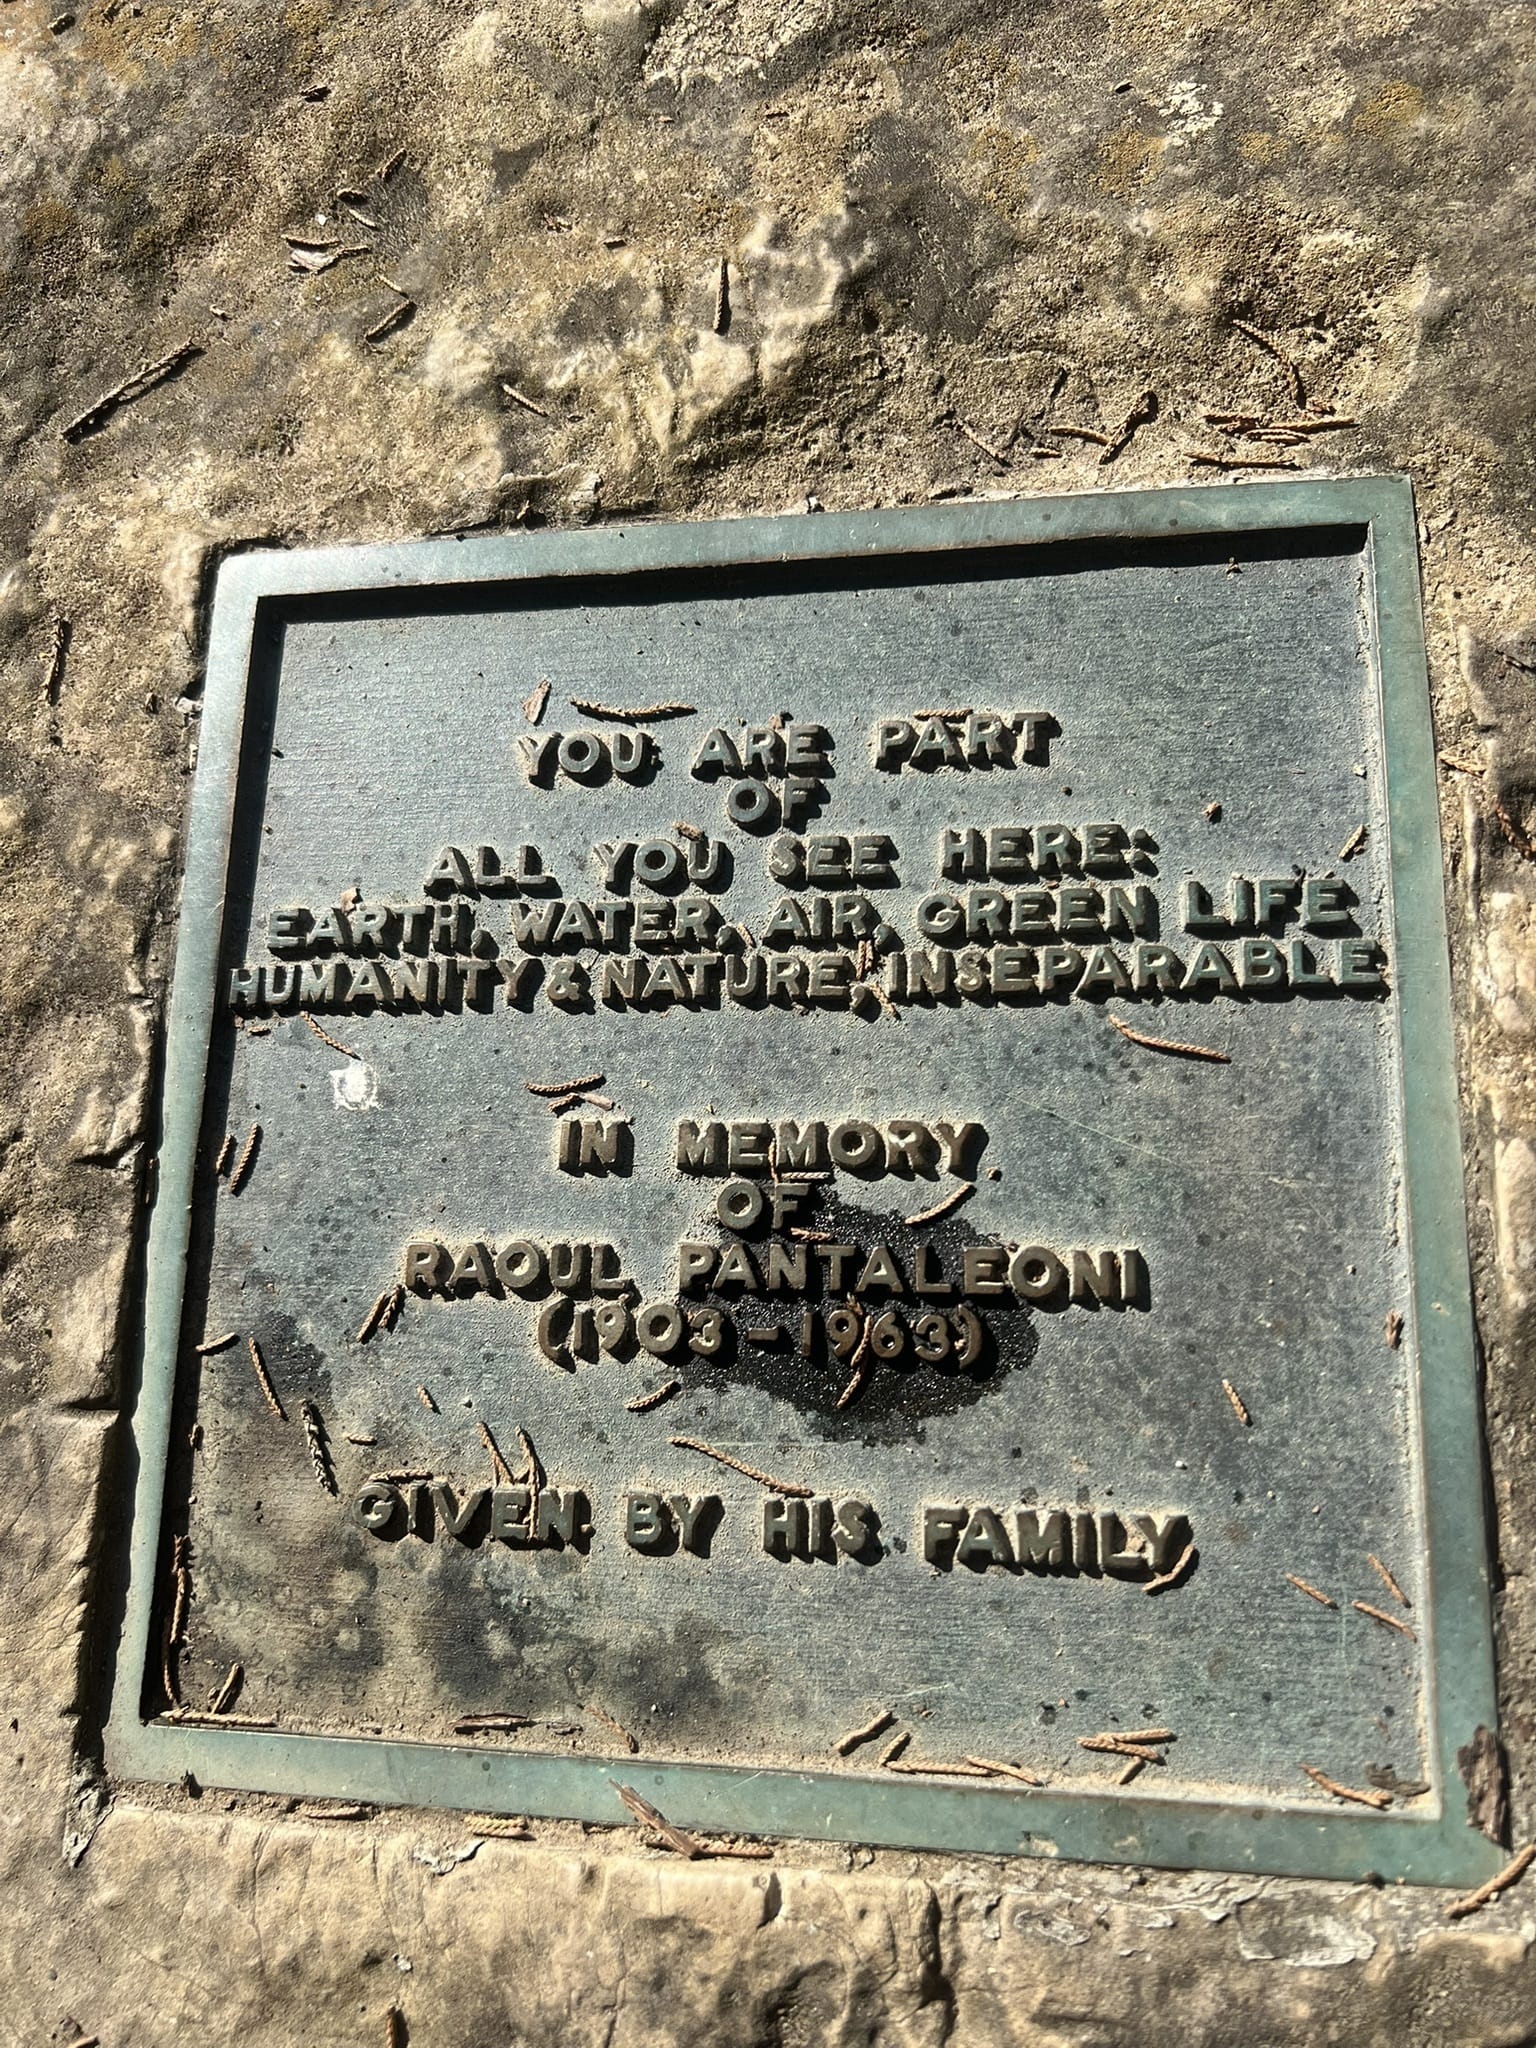 YOU ARE PART
OF
ALL YOU SEE HERE:
EARTH, WATER, AIR, GREEN LIFE
HUMANITY & NATURE, INSEPARABLE
IN MEMORY
OF
RAOUL PANTALEONI
(1903-1963)
GIVEN BY HIS FAMILY